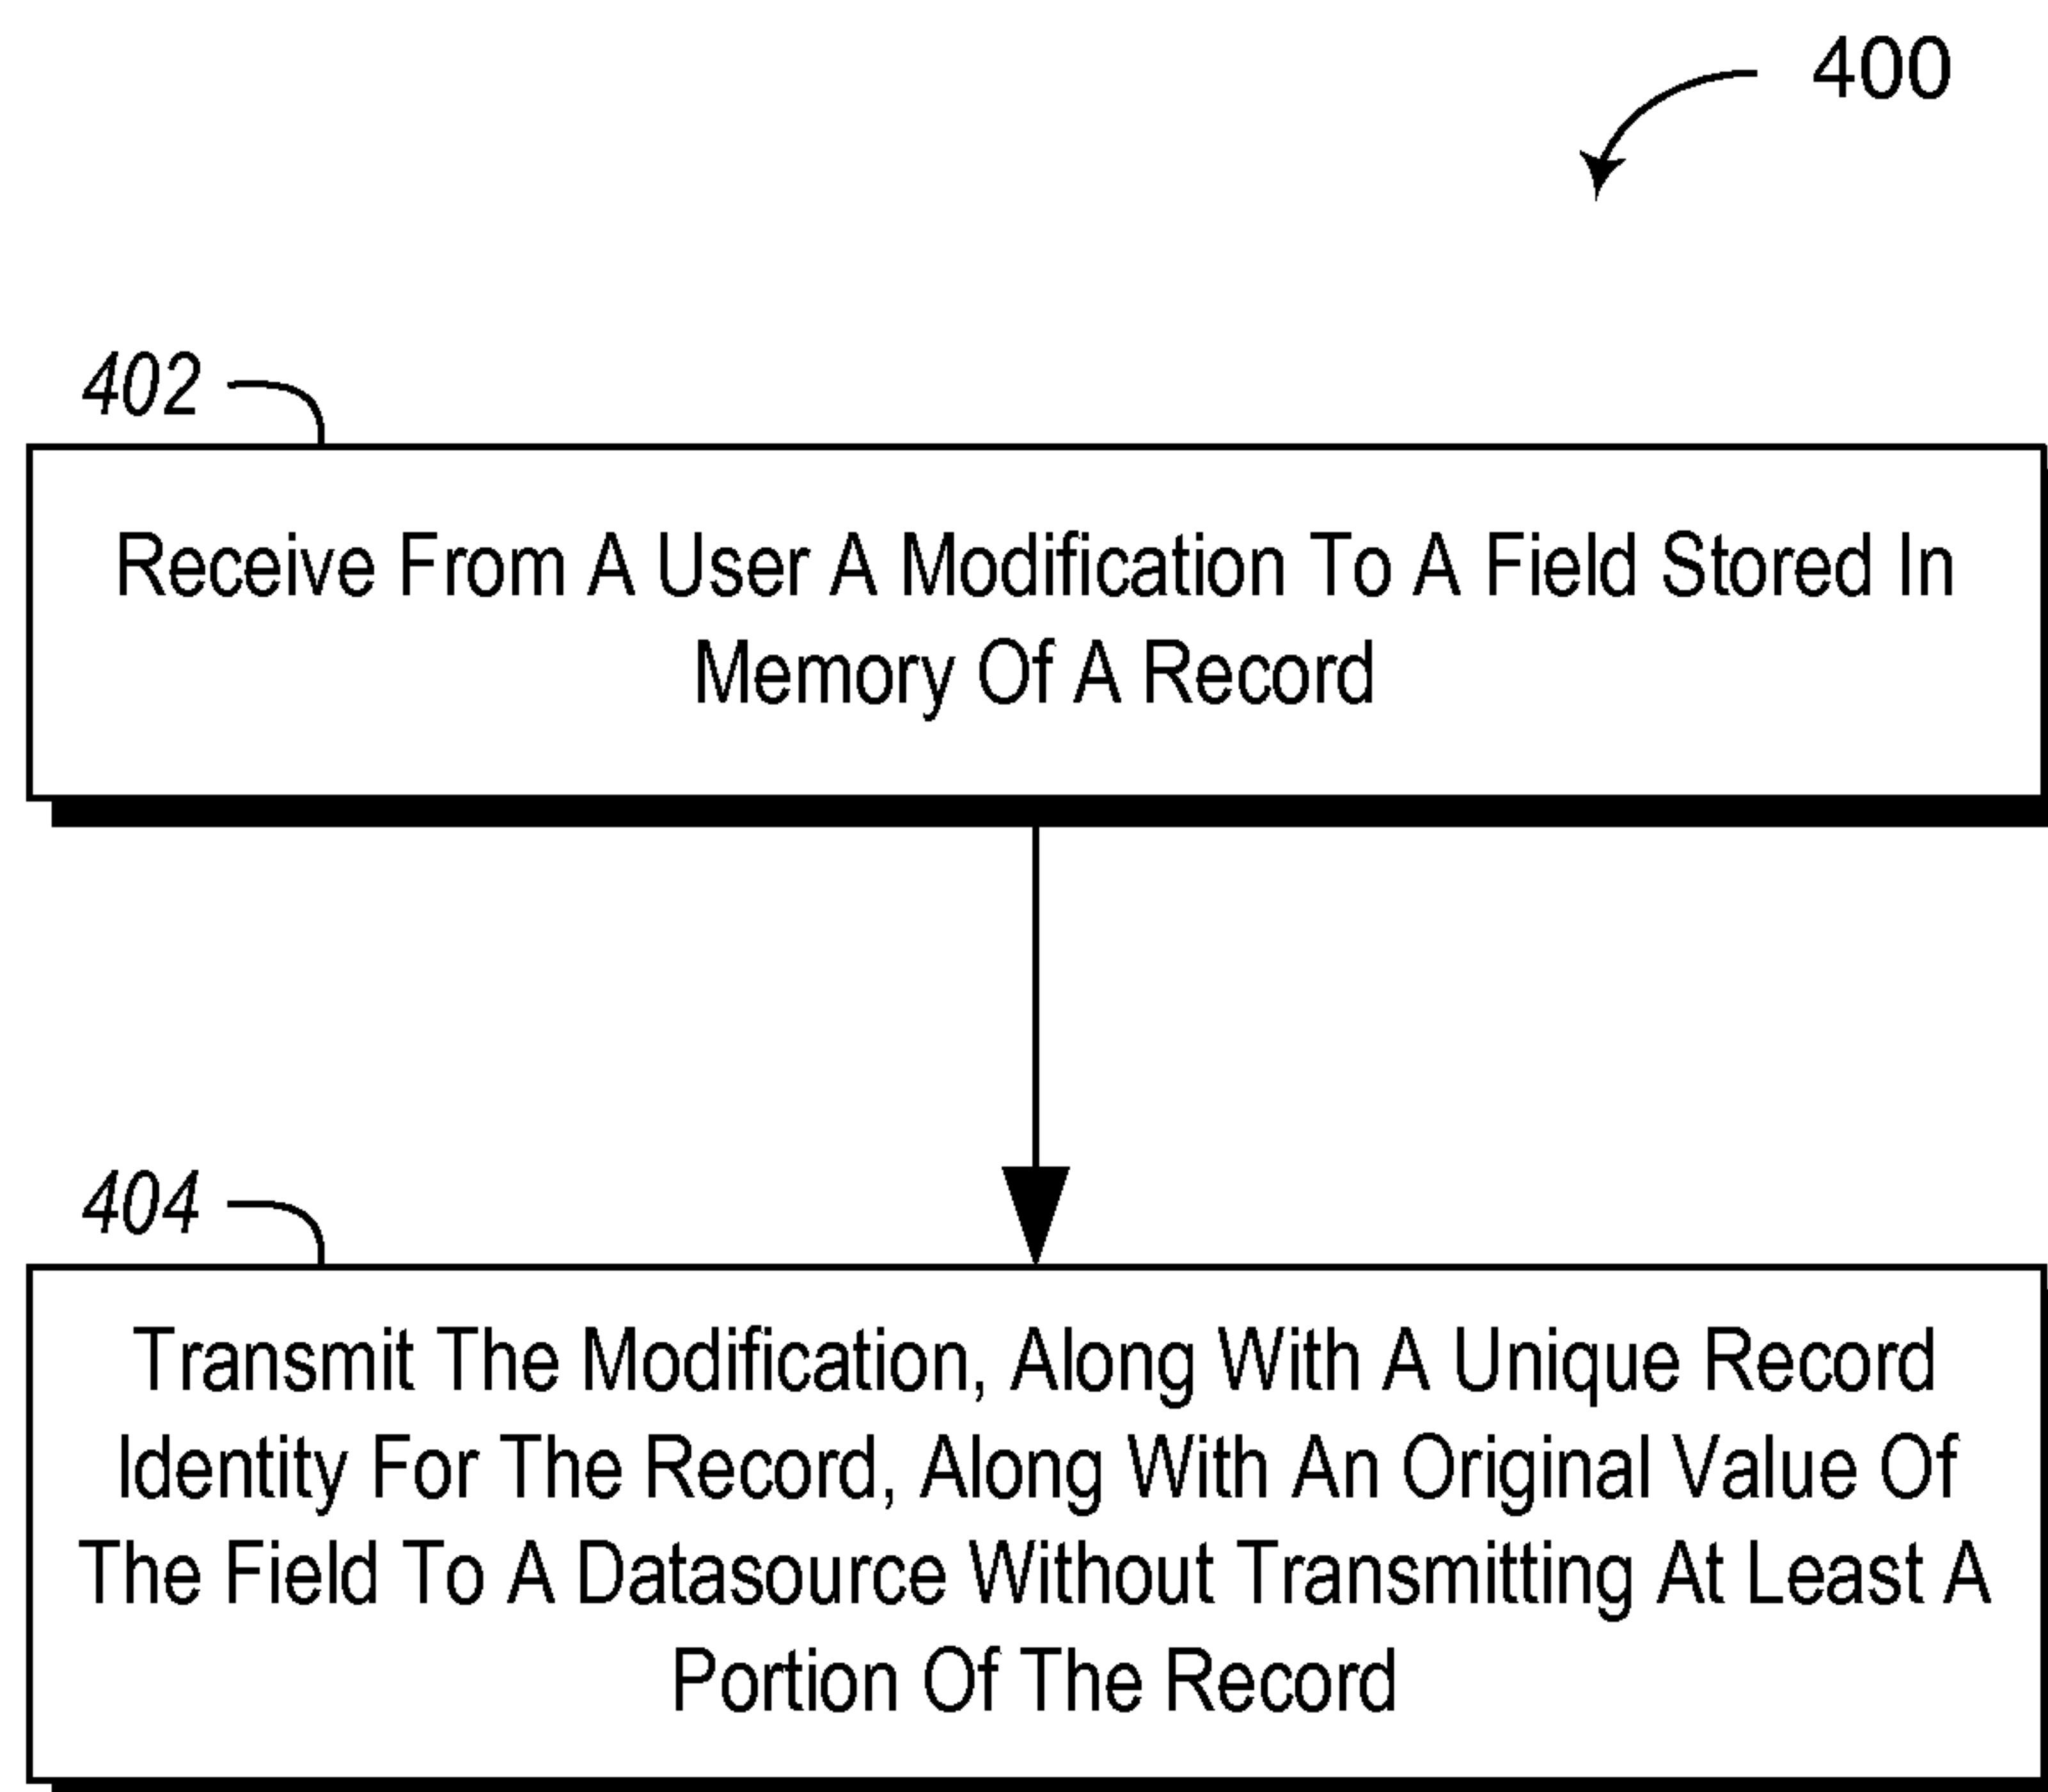 400
402
Receive From A User A Modification To A Field Stored In
Memory Of A Record
404
Transmit The Modification, Along With A Unique Record
Identity For The Record, Along With An Original Value Of
The Field To A Datasource Without Transmitting At Least A
Portion Of The Record